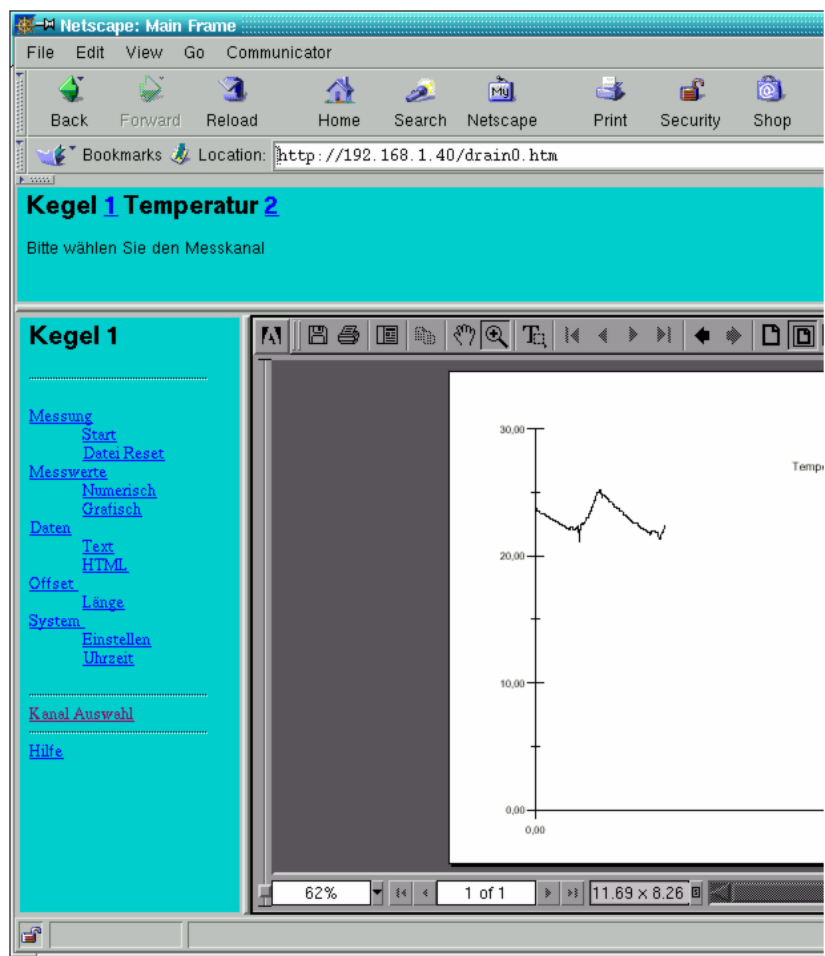 Netscape: Main Frame
File Edit View Go Communicator
Back Forward Reload Home Search My Netscape Print Security Shop
Bookmarks Location: http://192.168.1.40/drain0.htm
Kegel 1 Temperatur 2
Bitte wählen Sie den Messkanal
Kegel 1
Messung
Start
Datei Reset
Messwerte
Numerisch
Grafisch
Daten
Text
HTML
Offset
Länge
System
Einstellen
Uhrzeit
Kanal Auswahl
Hilfe
T
30,00
Tempe
20,00
10,00
0,00
0,00
62% 1 of 1 11.69 x 8.26